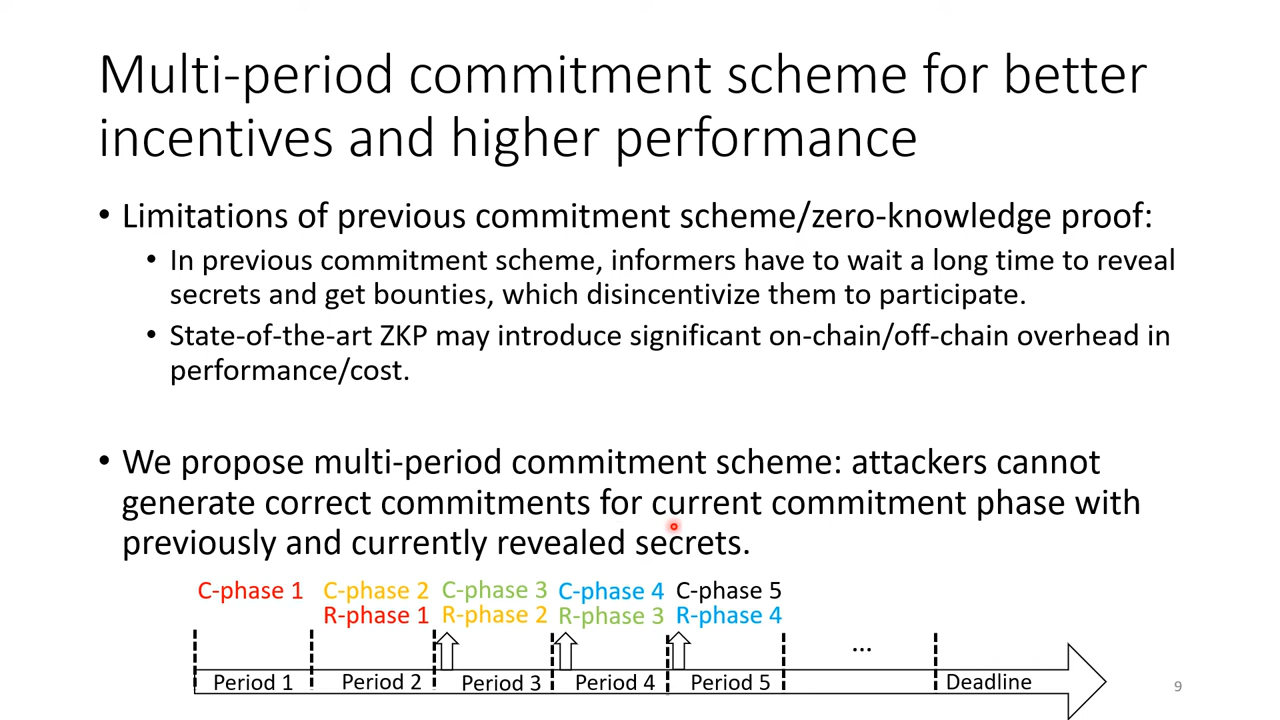 Multi-period commitment scheme for better
incentives and higher performance
• Limitations of previous commitment scheme/zero-knowledge proof:
• In previous commitment scheme, informers have to wait a long time to reveal
secrets and get bounties, which disincentivize them to participate.
• State-of-the-art ZKP may introduce significant on-chain/off-chain overhead in
performance/cost.
• We propose multi-period commitment scheme: attackers cannot
generate correct commitments for current commitment phase with
previously and currently revealed secrets.
C-phase 1 C-phase 2 C-phase 3 C-phase 4 C-phase 5
R-phase 1 R-phase 2 R-phase 3 R-phase 4
...
Period 1 Period 2 Period 3 Period 4 Period 5 Deadline
9